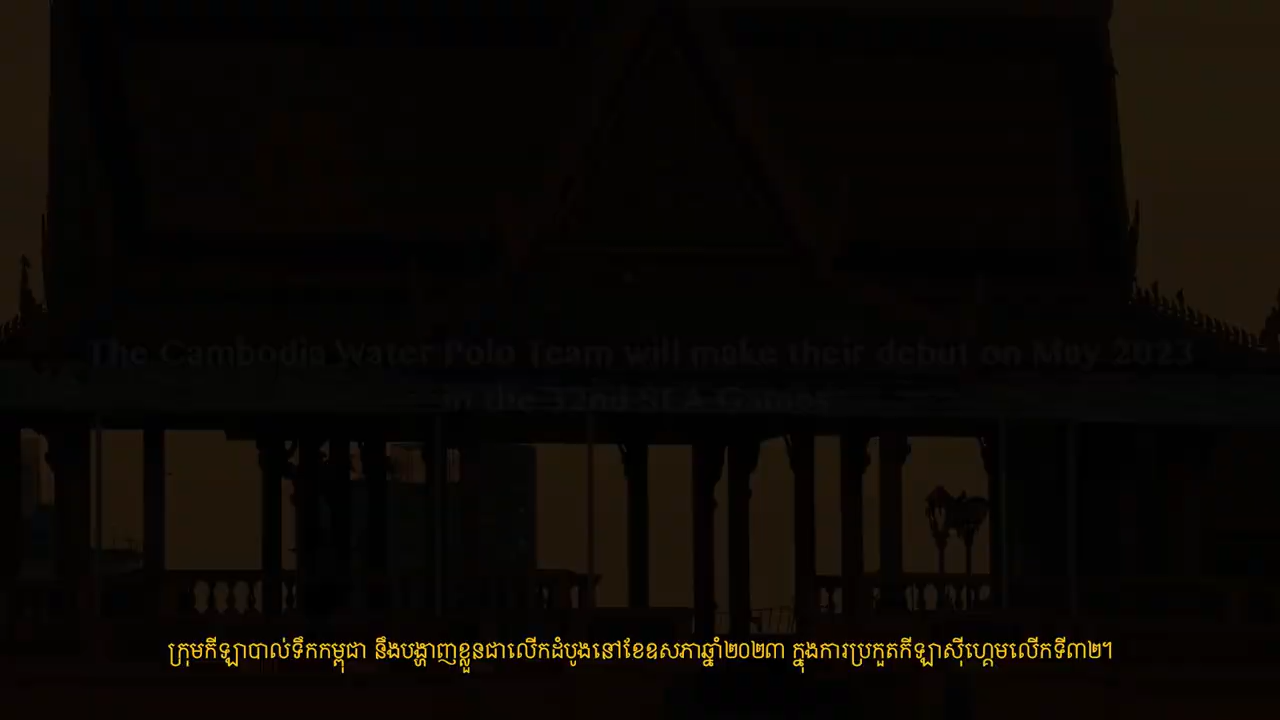 The Cambodia Water Polo Team will make their debut on May 2023
in the 32nd SEA Games
ក្រុមកីឡាបាល់ទឹកកម្ពុជា នឹងបង្ហាញខ្លួនជាលើកដំបូងនៅខែឧសភាឆ្នាំ២០២៣ ក្នុងការប្រកួតកីឡាស៊ីហ្គេមលើកទី៣២។